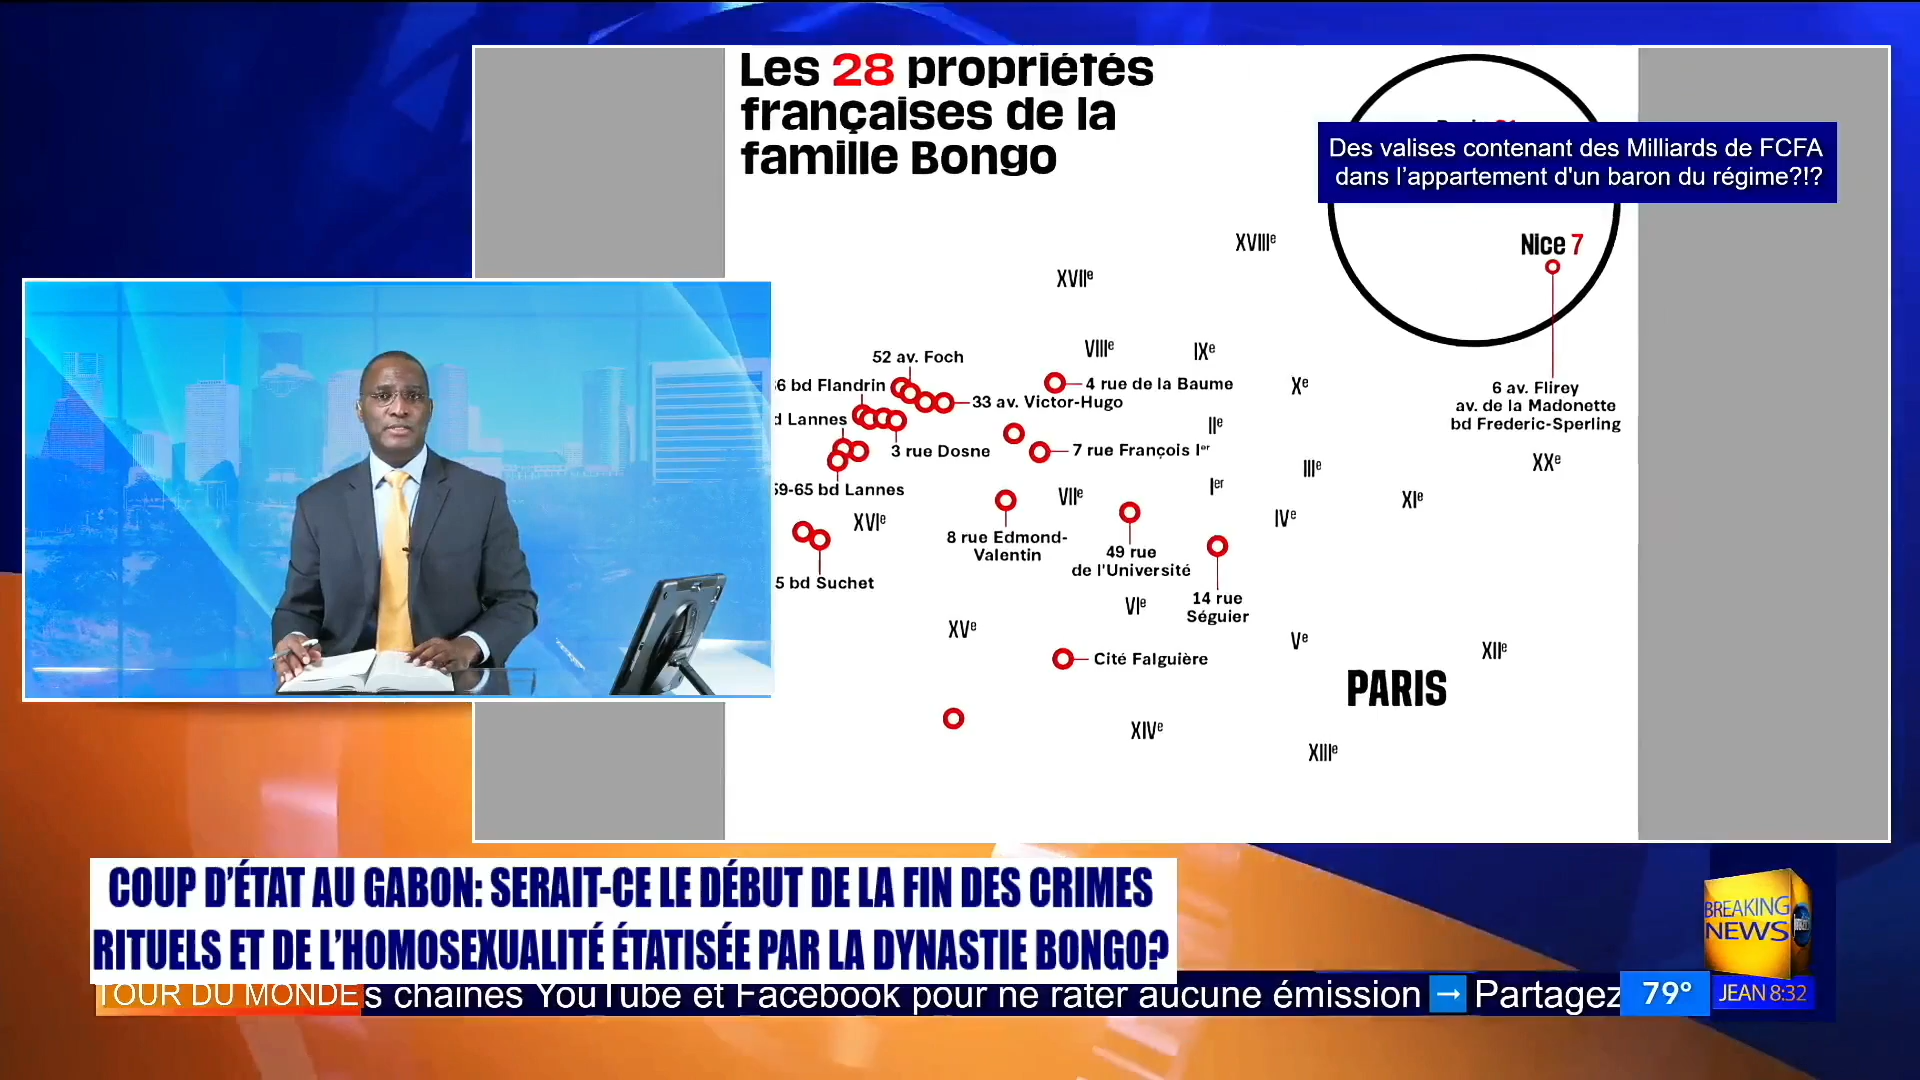 Les 28 propriétés
françaises de la
famille Bongo
Des valises contenant des Milliards de FCFA
dans l’appartement d'un baron du régime?!?
Nice 7
XVIIIe
XVIIe
VIIIe
IXe
Xe
52 av. Foch
6 bd Flandrin
4 rue de la Baume
33 av. Victor-Hugo
6 av. Flirey
av. de la Madonette
bd Frederic-Sperling
d Lannes
IIe
3 rue Dosne
7 rue François Ier
IIIe
XXe
59-65 bd Lannes
VIIe
Ier
XIe
XVIe
IVe
8 rue Edmond-
Valentin
49 rue
de l'Université
5 bd Suchet
14 rue
Séguier
VIe
XVe
Ve
XIIe
Cité Falguière
PARIS
XIVe
XIIIe
COUP D’ÉTAT AU GABON: SERAIT-CE LE DÉBUT DE LA FIN DES CRIMES
RITUELS ET DE L’HOMOSEXUALITÉ ÉTATISÉE PAR LA DYNASTIE BONGO?
BREAKING
NEWS
TOUR DU MONDE s chaines YouTube et Facebook pour ne rater aucune émission ➡ Partagez 79°
JEAN 8:32